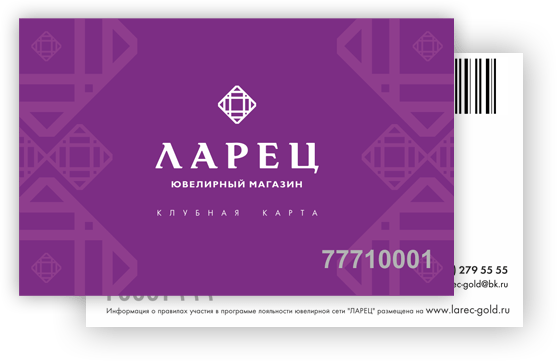 ЛАРЕЦ
ЮВЕЛИРНЫЙ МАГАЗИН
КЛУБНАЯ КАРТА
77710001
) 279 55 55
rec-gold@bk.ru
Информация о правилах участия в программе лояльности ювелирной сети "ЛАРЕЦ" размещена на www.larec-gold.ru